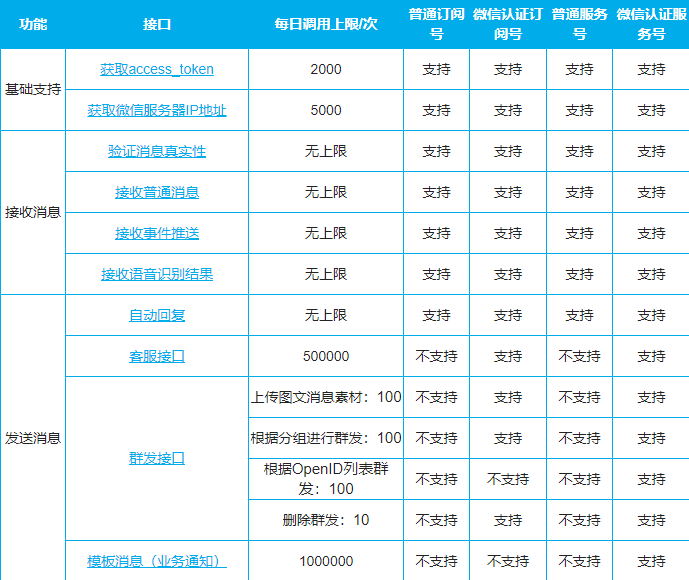 功能 接口 每日调用上限/次 普通订阅号 微信认证订阅号 普通服务号 微信认证服务号
基础支持 获取access_token 2000 支持 支持 支持 支持
获取微信服务器IP地址 5000 支持 支持 支持 支持
接收消息 验证消息真实性 无上限 支持 支持 支持 支持
接收普通消息 无上限 支持 支持 支持 支持
接收事件推送 无上限 支持 支持 支持 支持
接收语音识别结果 无上限 支持 支持 支持 支持
发送消息 自动回复 无上限 支持 支持 支持 支持
客服接口 500000 不支持 支持 不支持 支持
群发接口 上传图文消息素材：100 不支持 支持 不支持 支持
根据分组进行群发：100 不支持 支持 不支持 支持
根据OpenID列表群发：100 不支持 不支持 不支持 支持
删除群发：10 不支持 支持 不支持 支持
模板消息（业务通知） 1000000 不支持 不支持 不支持 支持